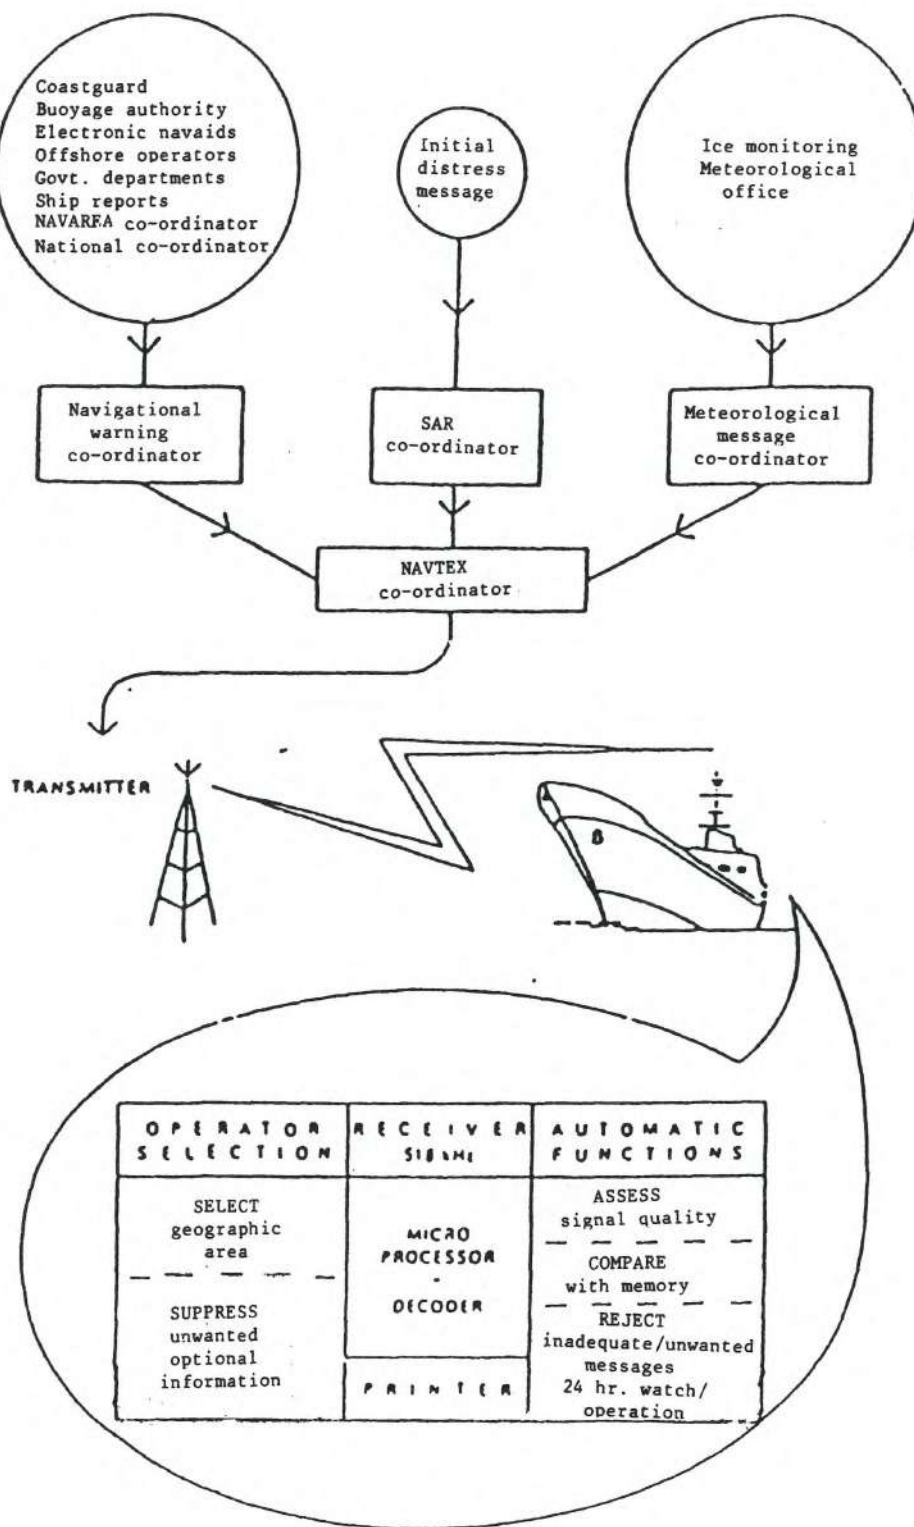 Coastguard
Buoyage authority
Electronic navaids
Offshore operators
Govt. departments
Ship reports
NAVAREA co-ordinator
National co-ordinator
Initial
distress
message
Ice monitoring
Meteorological
office
Navigational
warning
co-ordinator
SAR
co-ordinator
Meteorological
message
co-ordinator
NAVTEX
co-ordinator
TRANSMITTER
OPERATOR
SELECTION
SELECT
geographic
area
SUPPRESS
unwanted
optional
information
RECEIVER
MICRO
PROCESSOR
-
DECODER
PRINTER
AUTOMATIC
FUNCTIONS
ASSESS
signal quality
COMPARE
with memory
REJECT
inadequate/unwanted
messages
24 hr. watch/
operation